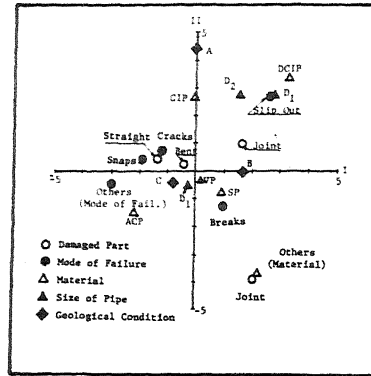 II
5
A
DCIP
CIP
D2
D1
Slip Out
Straight
Cracks
Bent
Joint
Snaps
B
I
-5
5
Others
(Mode of Fail.)
C
D1
VP
SP
ACP
Breaks
Others
(Material)
Joint
-5
Damaged Part
Mode of Failure
Material
Size of Pipe
Geological Condition